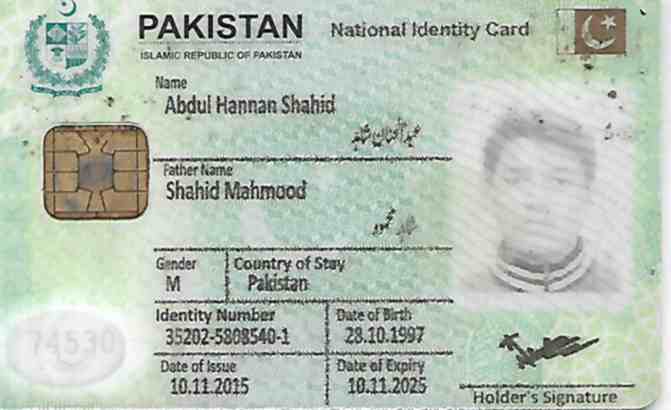 PAKISTAN National Identity Card
ISLAMIC REPUBLIC OF PAKISTAN
Name
Abdul Hannan Shahid
عبدالحنان شاہد
Father Name
Shahid Mahmood
شاہد محمود
Gender Country of Stay
M Pakistan
Identity Number Date of Birth
35202-5808540-1 28.10.1997
74530
Date of Issue Date of Expiry
10.11.2015 10.11.2025
Holder's Signature